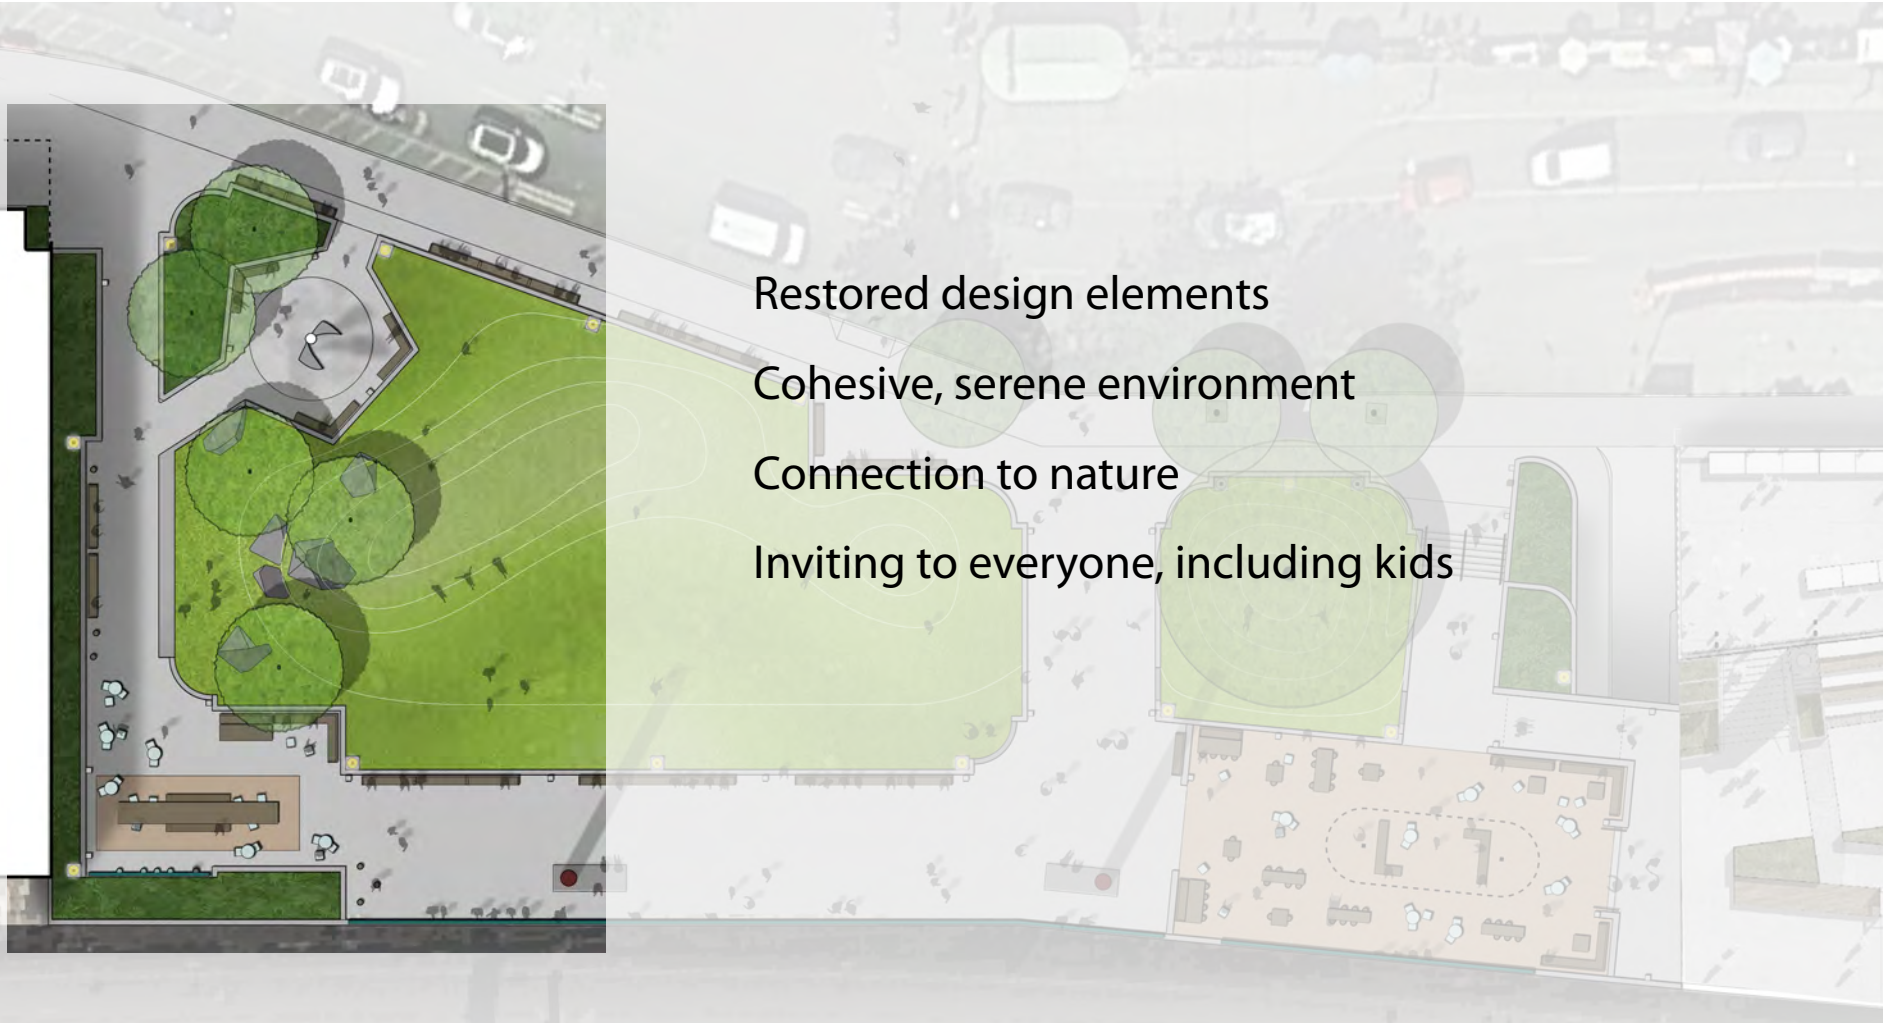 Restored design elements
Cohesive, serene environment
Connection to nature
Inviting to everyone, including kids